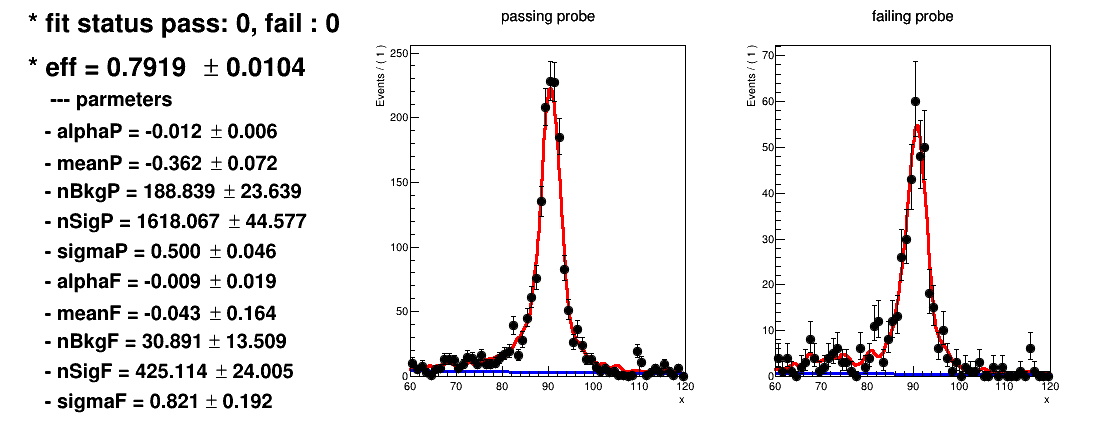 * fit status pass: 0, fail : 0
* eff = 0.7919 ± 0.0104
--- parmeters
- alphaP = -0.012 ± 0.006
- meanP = -0.362 ± 0.072
- nBkgP = 188.839 ± 23.639
- nSigP = 1618.067 ± 44.577
- sigmaP = 0.500 ± 0.046
- alphaF = -0.009 ± 0.019
- meanF = -0.043 ± 0.164
- nBkgF = 30.891 ± 13.509
- nSigF = 425.114 ± 24.005
- sigmaF = 0.821 ± 0.192
passing probe
Events / ( 1 )
250
200
150
100
50
0
60 70 80 90 100 110 120
x
failing probe
Events / ( 1 )
70
60
50
40
30
20
10
0
60 70 80 90 100 110 120
x